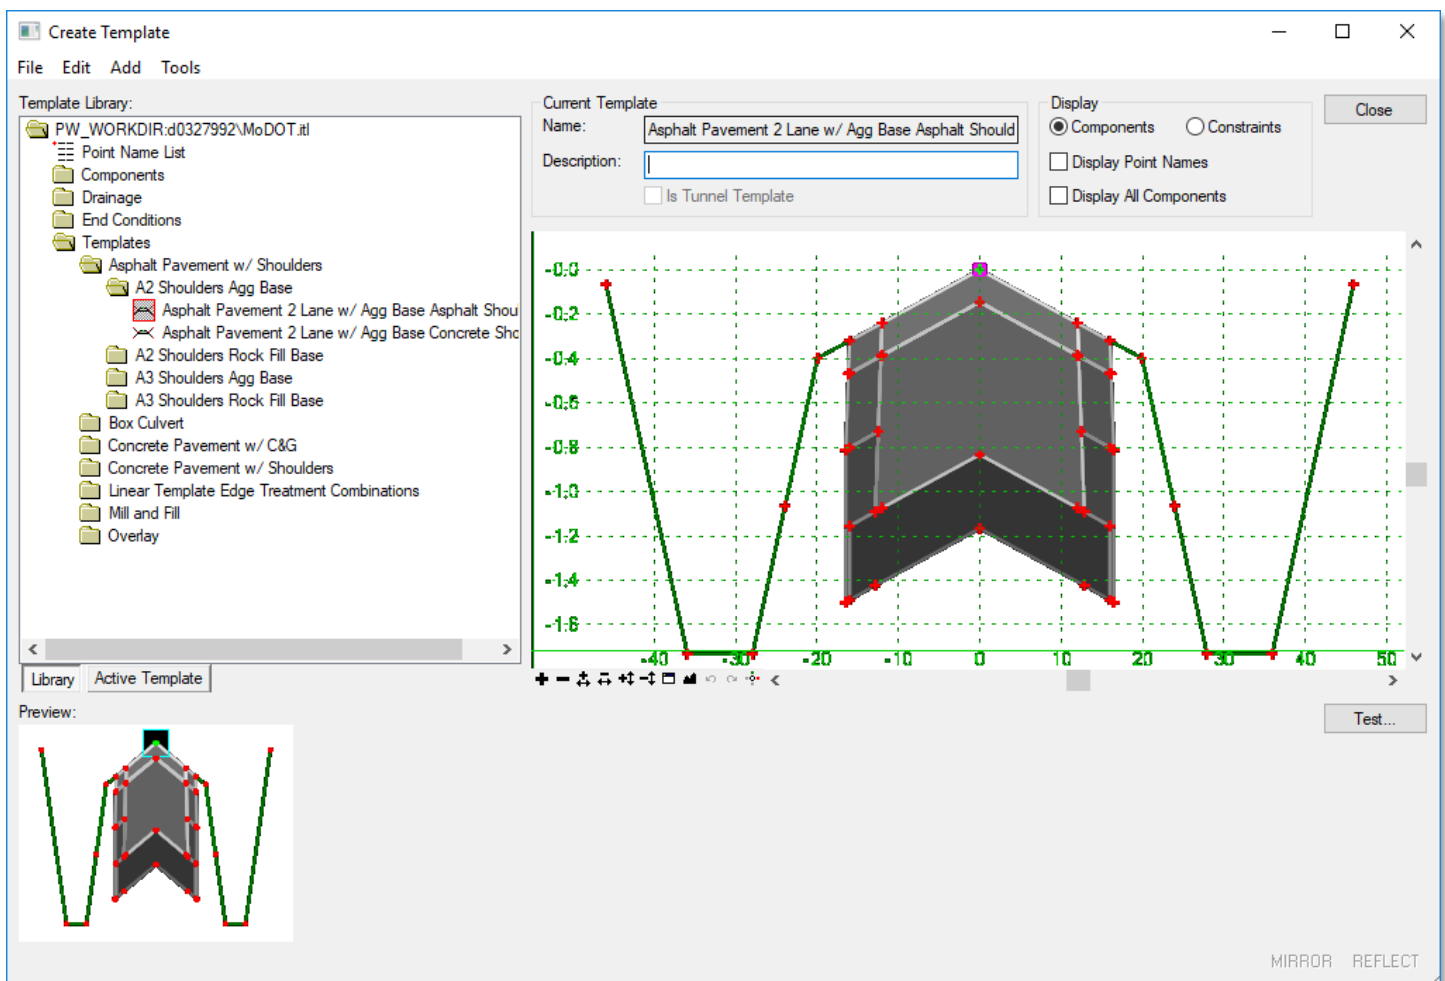 Create Template
File Edit Add Tools
Template Library:
PW_WORKDIR:d0327992\MoDOT.itl
Point Name List
Components
Drainage
End Conditions
Templates
Asphalt Pavement w/ Shoulders
A2 Shoulders Agg Base
Asphalt Pavement 2 Lane w/ Agg Base Asphalt Shoul
Asphalt Pavement 2 Lane w/ Agg Base Concrete Shc
A2 Shoulders Rock Fill Base
A3 Shoulders Agg Base
A3 Shoulders Rock Fill Base
Box Culvert
Concrete Pavement w/ C&G
Concrete Pavement w/ Shoulders
Linear Template Edge Treatment Combinations
Mill and Fill
Overlay
Library Active Template
Current Template
Name: Asphalt Pavement 2 Lane w/ Agg Base Asphalt Should
Description:
Is Tunnel Template
Display
Components Constraints
Display Point Names
Display All Components
Close
-0.0
-0.2
-0.4
-0.6
-0.8
-1.0
-1.2
-1.4
-1.6
-40 -30 -20 -10 0 10 20 30 40 50
Preview:
Test...
MIRROR REFLECT